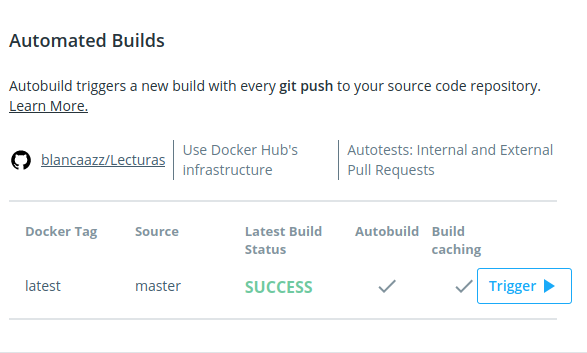 Automated Builds
Autobuild triggers a new build with every git push to your source code repository.
Learn More.
blancaazz/Lecturas
Use Docker Hub's
infrastructure
Autotests: Internal and External
Pull Requests
Docker Tag Source Latest Build Status Autobuild Build caching
latest master SUCCESS Trigger